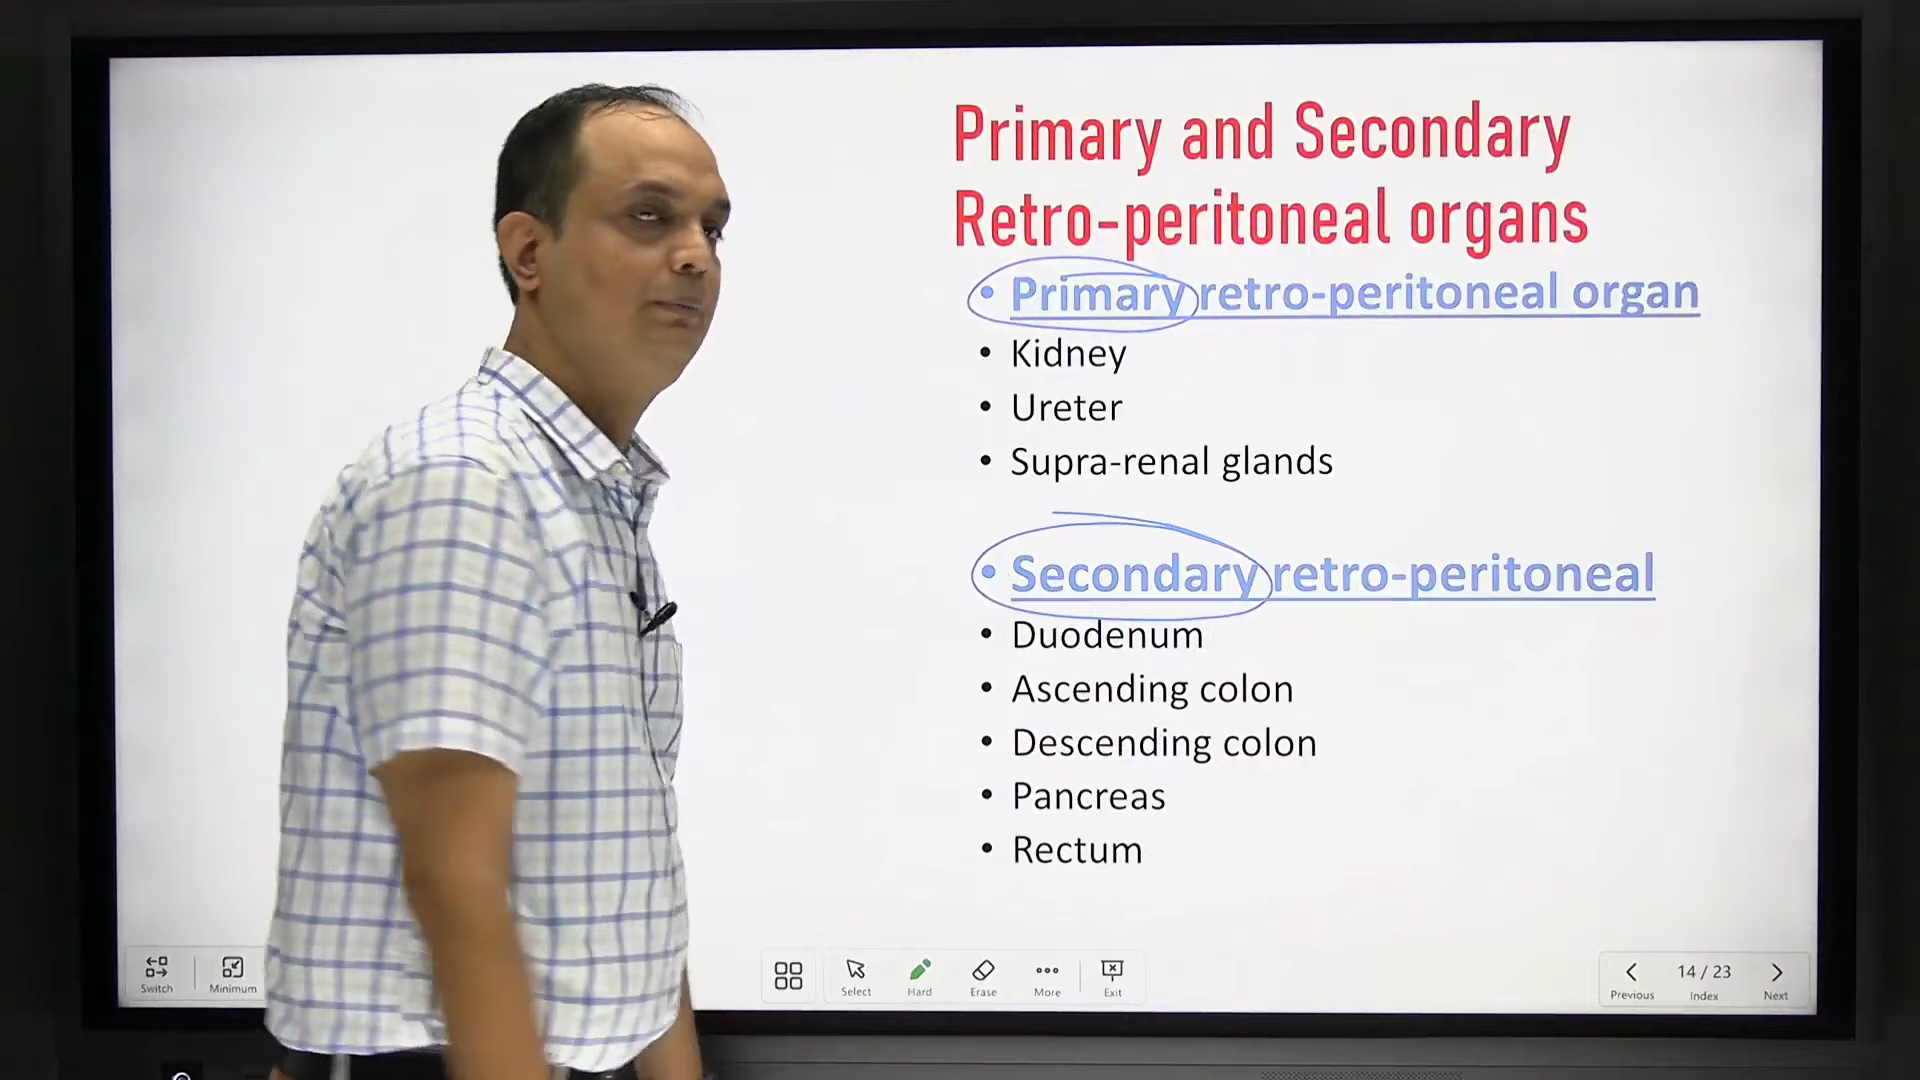 Primary and Secondary
Retro-peritoneal organs
• Primary retro-peritoneal organ
• Kidney
• Ureter
• Supra-renal glands
• Secondary retro-peritoneal
• Duodenum
• Ascending colon
• Descending colon
• Pancreas
• Rectum
Switch
Minimum
Select
Hard
Erase
More
Exit
Previous
14 / 23
Index
Next